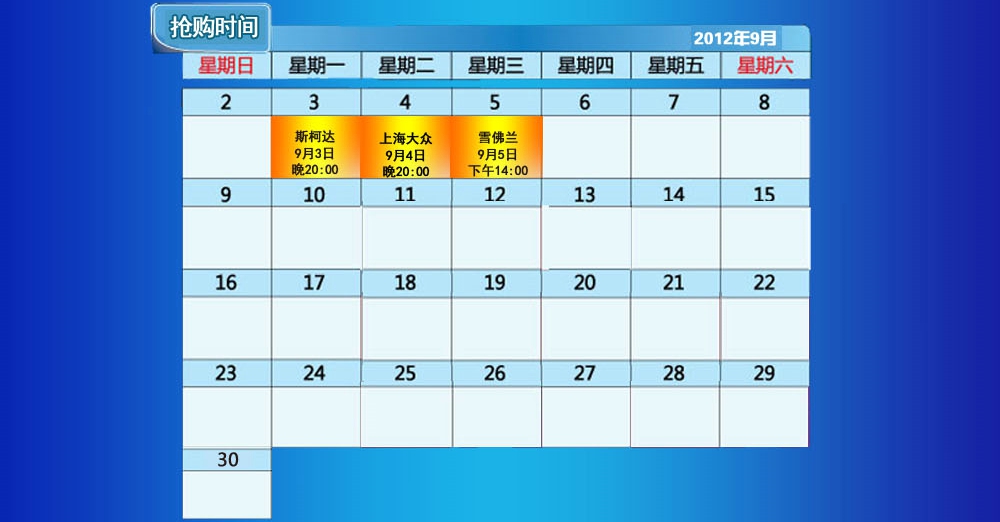 抢购时间
2012年9月
星期日 星期一 星期二 星期三 星期四 星期五 星期六
2 3 4 5 6 7 8
斯柯达 上海大众 雪佛兰
9月3日 9月4日 9月5日
晚20:00 晚20:00 下午14:00
9 10 11 12 13 14 15
16 17 18 19 20 21 22
23 24 25 26 27 28 29
30